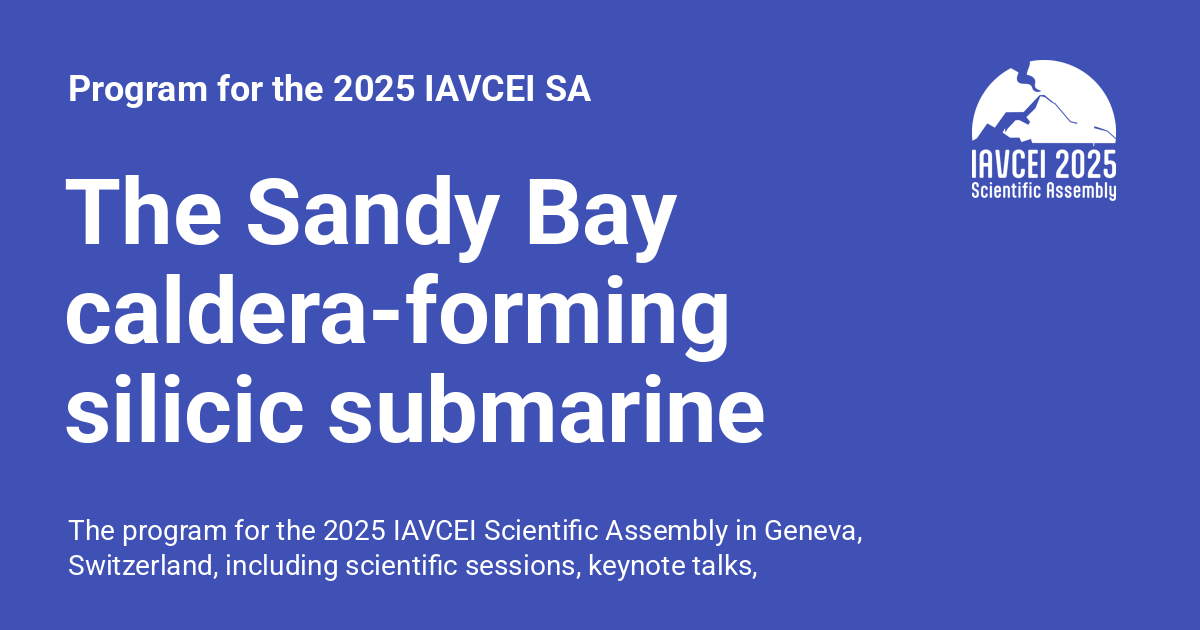 Program for the 2025 IAVCEI SA
IAVCEI 2025
Scientific Assembly
The Sandy Bay
caldera-forming
silicic submarine
The program for the 2025 IAVCEI Scientific Assembly in Geneva,
Switzerland, including scientific sessions, keynote talks,